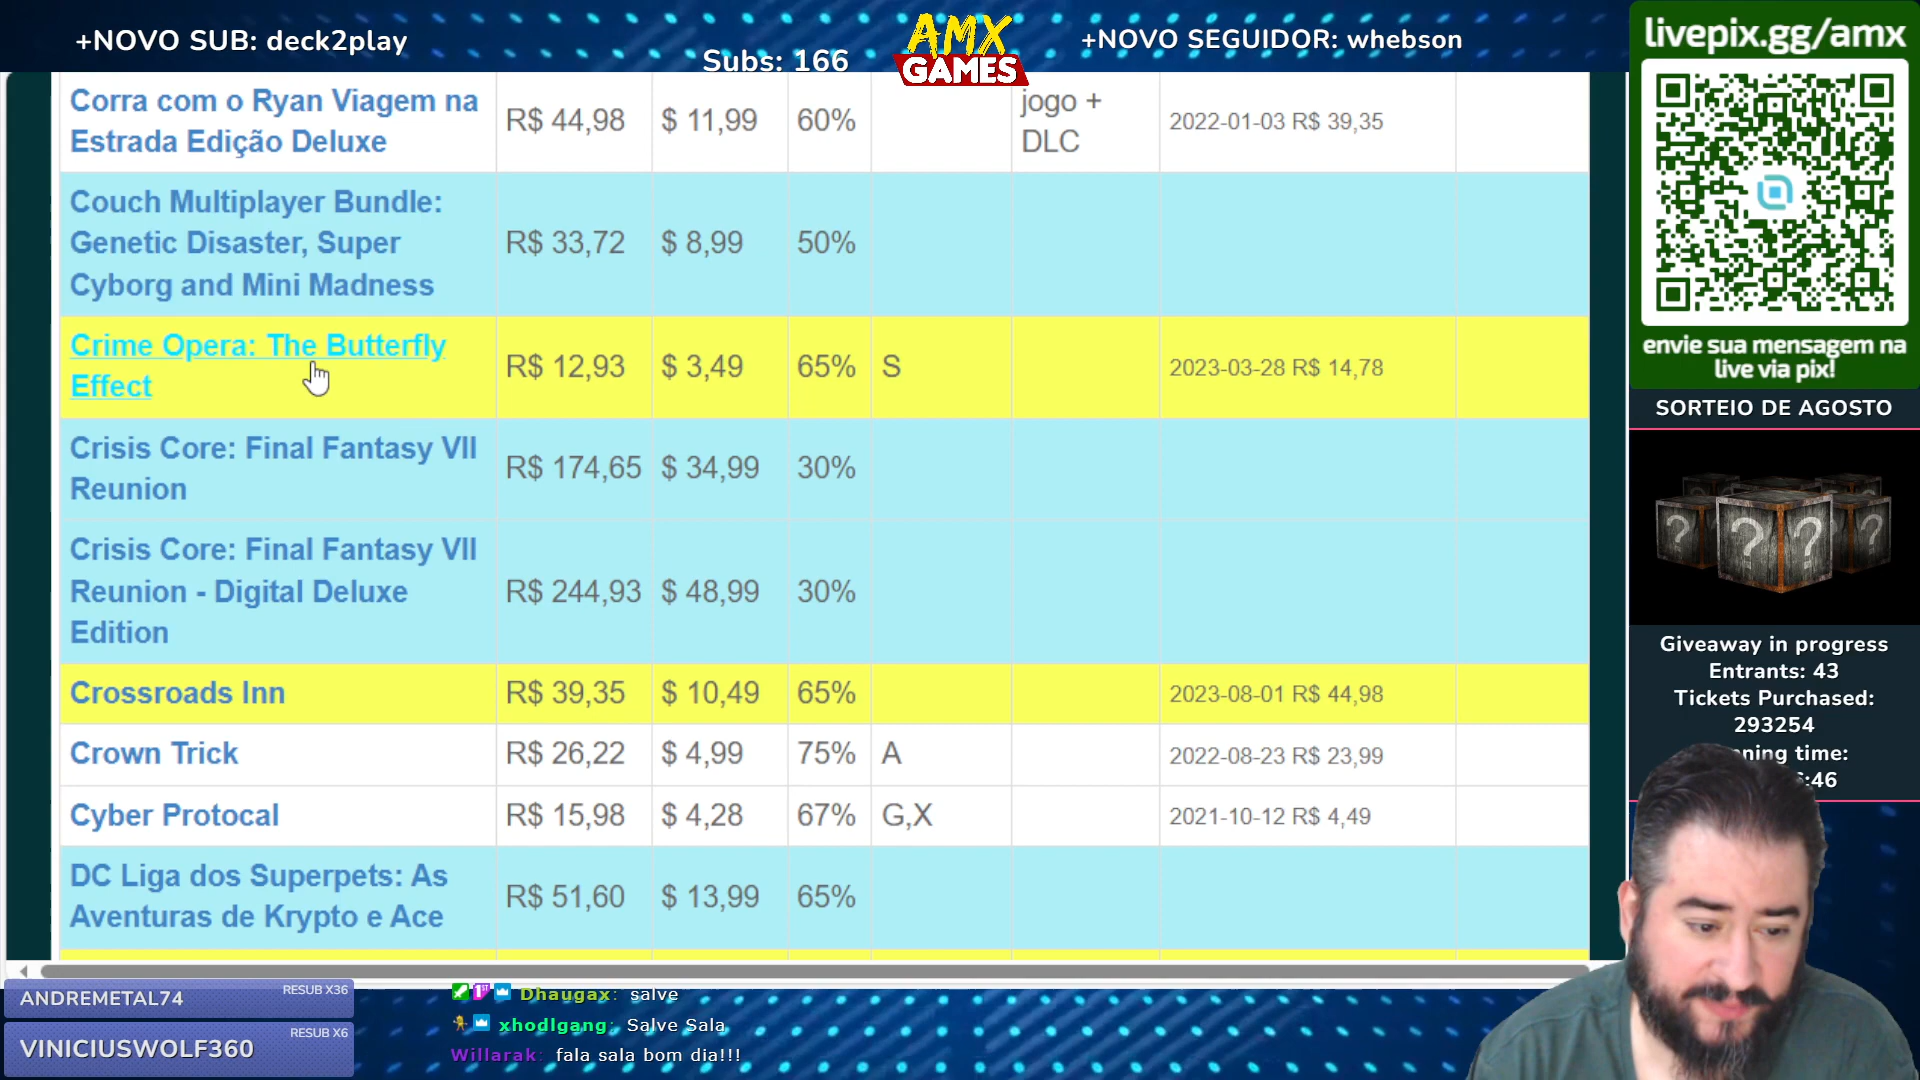 +NOVO SUB: deck2play
Subs: 166
AMX
GAMES
+NOVO SEGUIDOR: whebson
livepix.gg/amx
envie sua mensagem na
live via pix!
SORTEIO DE AGOSTO
? ? ? ?
Giveaway in progress
Entrants: 43
Tickets Purchased:
293254
ning time:
:46
Corra com o Ryan Viagem na
Estrada Edição Deluxe
R$ 44,98 $ 11,99 60%
jogo +
DLC
2022-01-03 R$ 39,35
Couch Multiplayer Bundle:
Genetic Disaster, Super
Cyborg and Mini Madness
R$ 33,72 $ 8,99 50%
Crime Opera: The Butterfly
Effect
R$ 12,93 $ 3,49 65% S 2023-03-28 R$ 14,78
Crisis Core: Final Fantasy VII
Reunion
R$ 174,65 $ 34,99 30%
Crisis Core: Final Fantasy VII
Reunion - Digital Deluxe
Edition
R$ 244,93 $ 48,99 30%
Crossroads Inn R$ 39,35 $ 10,49 65% 2023-08-01 R$ 44,98
Crown Trick R$ 26,22 $ 4,99 75% A 2022-08-23 R$ 23,99
Cyber Protocal R$ 15,98 $ 4,28 67% G,X 2021-10-12 R$ 4,49
DC Liga dos Superpets: As
Aventuras de Krypto e Ace
R$ 51,60 $ 13,99 65%
ANDREMETAL74 RESUB X36
VINICIUSWOLF360 RESUB X6
Dhaugax: salve
xhodlgang: Salve Sala
Willarak: fala sala bom dia!!!